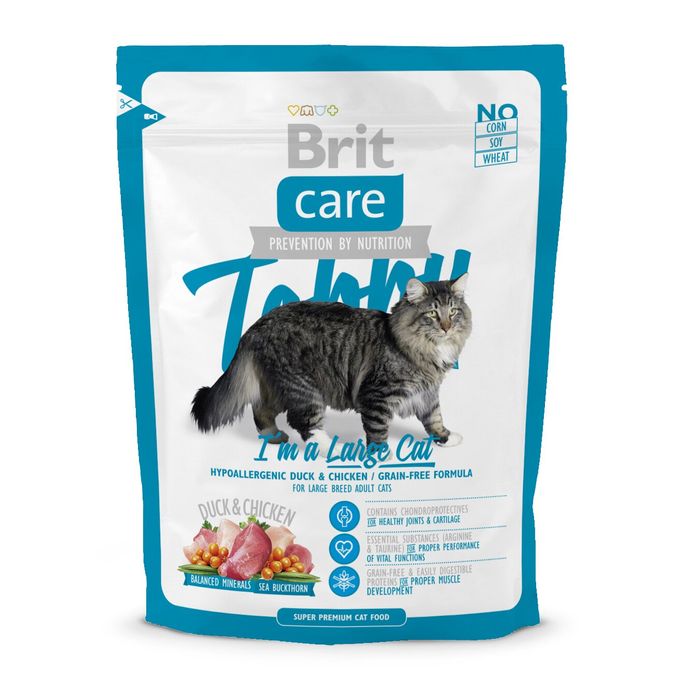 Brit
care
PREVENTION BY NUTRITION
NO
CORN
SOY
WHEAT
I'm a Large Cat
HYPOALLERGENIC DUCK & CHICKEN / GRAIN-FREE FORMULA
FOR LARGE BREED ADULT CATS
DUCK & CHICKEN
BALANCED MINERALS SEA BUCKTHORN
CONTAINS CHONDROPROTECTIVES
FOR HEALTHY JOINTS & CARTILAGE
ESSENTIAL SUBSTANCES (ARGININE
& TAURINE) FOR PROPER PERFORMANCE
OF VITAL FUNCTIONS
GRAIN-FREE & EASILY DIGESTIBLE
PROTEINS FOR PROPER MUSCLE
DEVELOPMENT
SUPER PREMIUM CAT FOOD